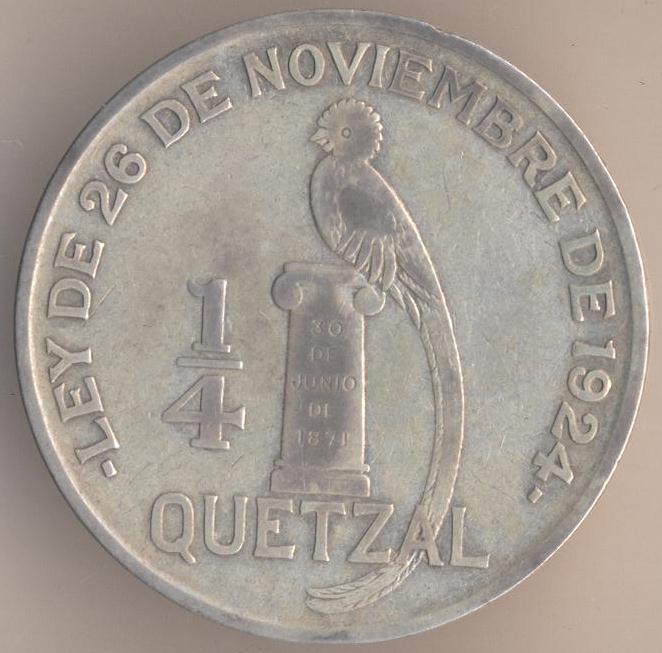 ·LEY DE 26 DE NOVIEMBRE DE 1924·
1/4
30
DE
JUNIO
DE
1871
QUETZAL